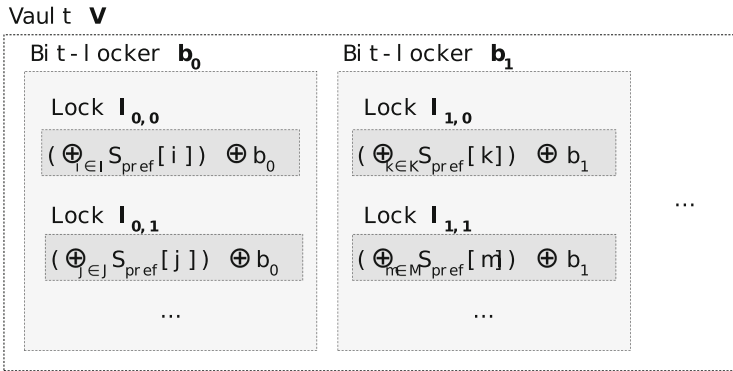 Vault V
Bit-locker b₀ Bit-locker b₁
Lock l₀,₀ Lock l₁,₀
(⊕ᵢ∈I Sₚᵣₑf[i]) ⊕ b₀ (⊕ₖ∈K Sₚᵣₑf[k]) ⊕ b₁
...
Lock l₀,₁ Lock l₁,₁
(⊕ⱼ∈J Sₚᵣₑf[j]) ⊕ b₀ (⊕ₘ∈M Sₚᵣₑf[m]) ⊕ b₁
... ...